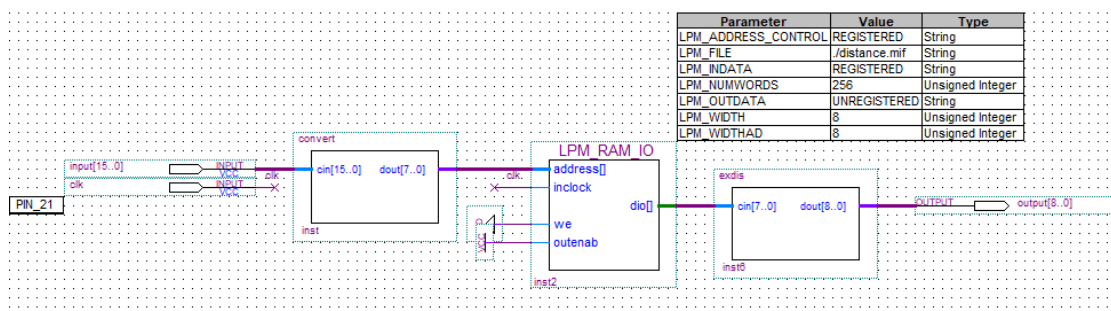 Parameter Value Type
LPM_ADDRESS_CONTROL REGISTERED String
LPM_FILE ./distance.mif String
LPM_INDATA REGISTERED String
LPM_NUMWORDS 256 Unsigned Integer
LPM_OUTDATA UNREGISTERED String
LPM_WIDTH 8 Unsigned Integer
LPM_WIDTHAD 8 Unsigned Integer
convert
LPM_RAM_IO
input[15..0] INPUT VCC
cin[15..0] dout[7..0]
address[]
exdis
clk INPUT VCC clk
clk
inclock
PIN_21
dio[]
cin[7..0] dout[8..0]
OUTPUT output[8..0]
inst
we
VCC
outenab
inst6
inst2